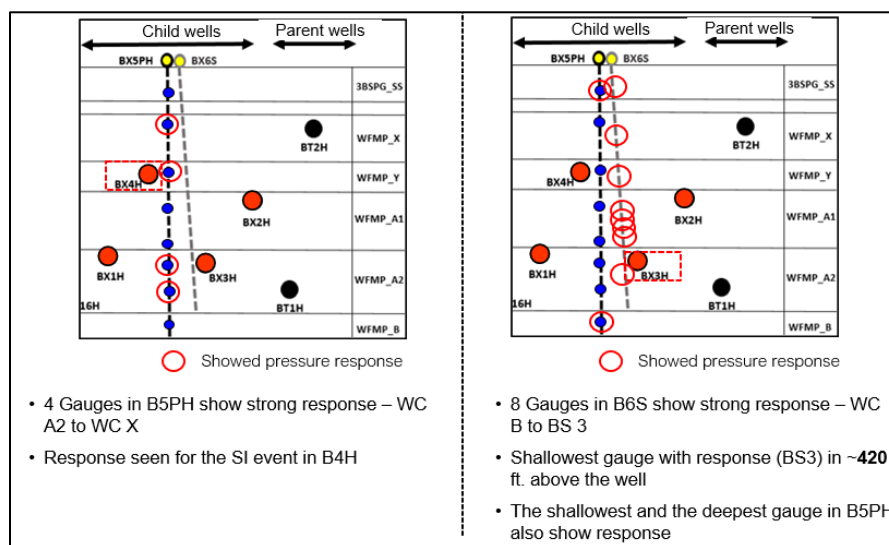 Child wells Parent wells
BX5PH BX6S
3BSPG_SS
WFMP_X
BT2H
WFMP_Y
BX4H
WFMP_A1
BX2H
BX1H BX3H
WFMP_A2
16H BT1H
WFMP_B
Showed pressure response
• 4 Gauges in B5PH show strong response – WC
A2 to WC X
• Response seen for the SI event in B4H
Child wells Parent wells
BX5PH BX6S
3BSPG_SS
WFMP_X
BT2H
WFMP_Y
BX4H
WFMP_A1
BX2H
BX1H BX3H
WFMP_A2
16H BT1H
WFMP_B
Showed pressure response
• 8 Gauges in B6S show strong response – WC
B to BS 3
• Shallowest gauge with response (BS3) in ~420
ft. above the well
• The shallowest and the deepest gauge in B5PH
also show response